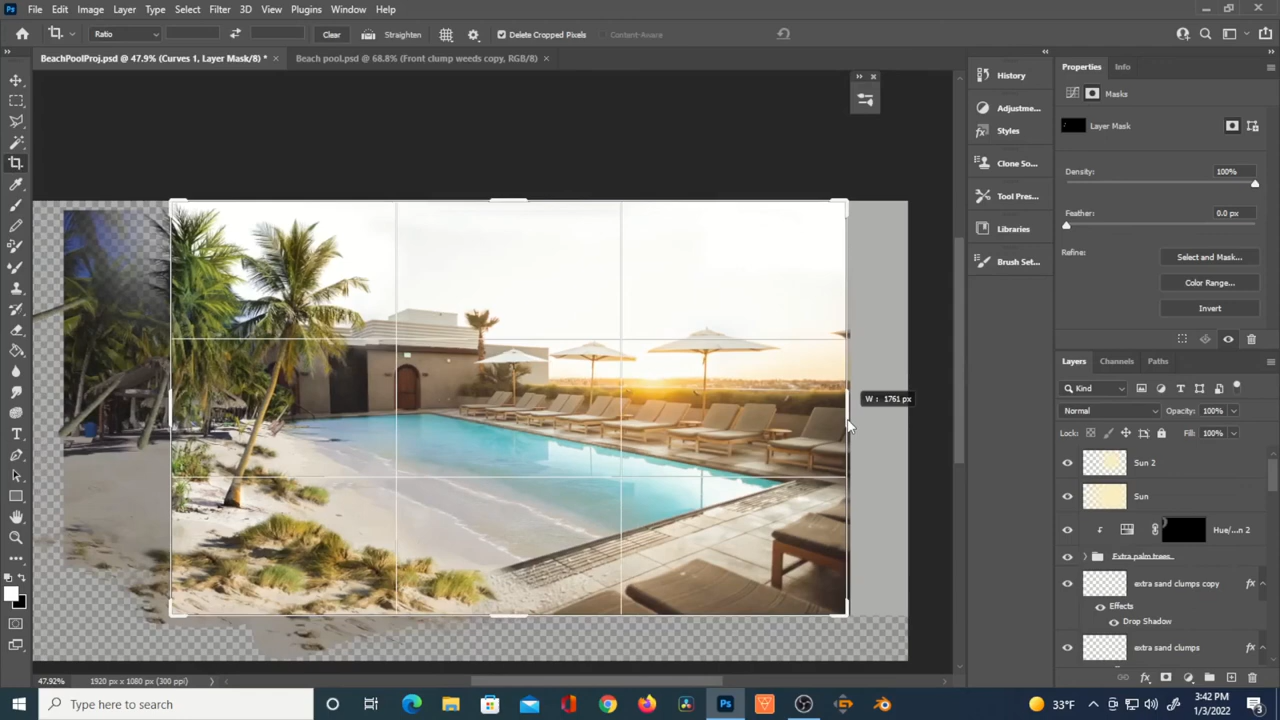 Ps File Edit Image Layer Type Select Filter 3D View Plugins Window Help
Ratio Clear Straighten Delete Cropped Pixels Content-Aware
BeachPoolProj.psd @ 47.9% (Curves 1, Layer Mask/8) * × Beach pool.psd @ 68.8% (Front clump weeds copy, RGB/8) ×
History
Adjustme...
Styles
Clone So...
Tool Pres...
Libraries
Brush Set...
Properties Info
Masks
Layer Mask
Density: 100%
Feather: 0.0 px
Refine: Select and Mask...
Color Range...
Invert
Layers Channels Paths
Kind
Normal Opacity: 100%
Lock: Fill: 100%
Sun 2
Sun
Hue/...n 2
Extra palm trees
extra sand clumps copy fx
Effects
Drop Shadow
extra sand clumps fx
W : 1761 px
47.92% 1920 px x 1080 px (300 ppi)
Type here to search
Ps
33°F
3:42 PM
1/3/2022
3